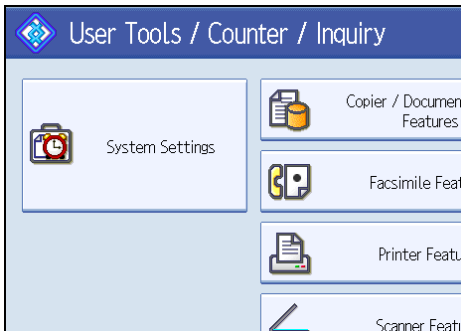 User Tools / Counter / Inquiry
System Settings
Copier / Documen
Features
Facsimile Feat
Printer Featu
Scanner Featu